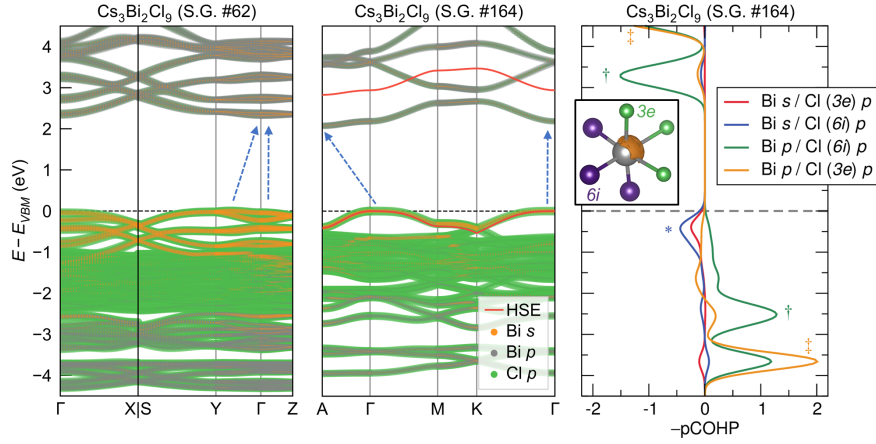 Cs₃Bi₂Cl₉ (S.G. #62)
Cs₃Bi₂Cl₉ (S.G. #164)
Cs₃Bi₂Cl₉ (S.G. #164)
E − E_VBM (eV)
4
3
2
1
0
−1
−2
−3
−4
Γ
X|S
Y
Γ
Z
HSE
Bi s
Bi p
Cl p
A
Γ
M
K
Γ
‡
†
3e
6i
Bi s / Cl (3e) p
Bi s / Cl (6i) p
Bi p / Cl (6i) p
Bi p / Cl (3e) p
*
†
‡
−2
−1
0
1
2
−pCOHP